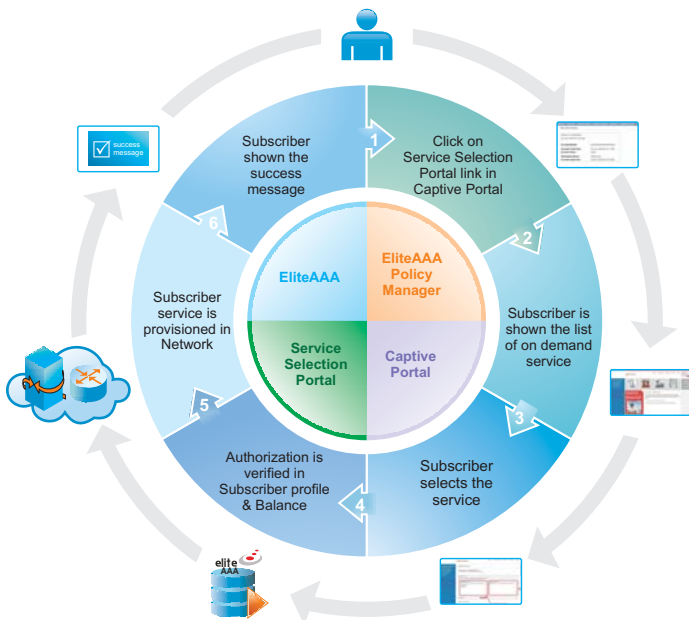 1
Click on
Service Selection
Portal link in
Captive Portal
2
Subscriber is
shown the list
of on demand
service
3
Subscriber
selects the
service
4
Authorization is
verified in
Subscriber profile
& Balance
5
Subscriber
service is
provisioned in
Network
6
Subscriber
shown the
success
message
success
message
EliteAAA
EliteAAA
Policy
Manager
Service
Selection
Portal
Captive
Portal
elite
AAA